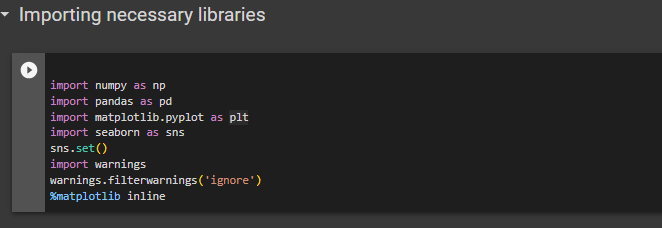 Importing necessary libraries
import numpy as np
import pandas as pd
import matplotlib.pyplot as plt
import seaborn as sns
sns.set()
import warnings
warnings.filterwarnings('ignore')
%matplotlib inline